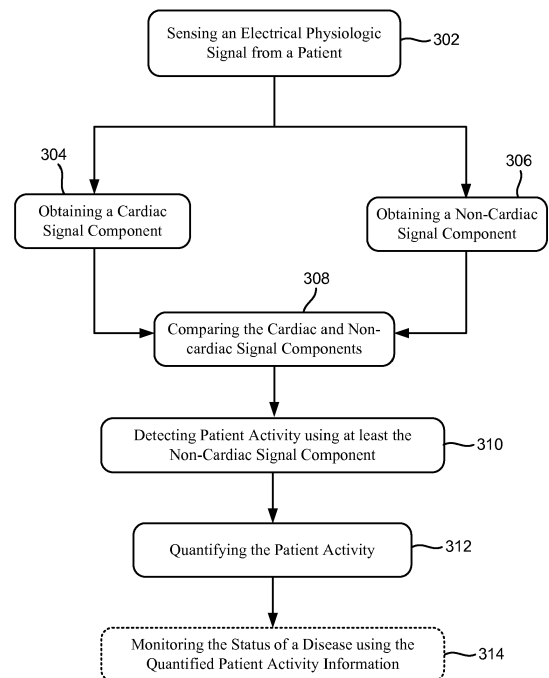 Sensing an Electrical Physiologic
Signal from a Patient
302
304
Obtaining a Cardiac
Signal Component
306
Obtaining a Non-Cardiac
Signal Component
308
Comparing the Cardiac and Non-
cardiac Signal Components
Detecting Patient Activity using at least the
Non-Cardiac Signal Component
310
Quantifying the Patient Activity
312
Monitoring the Status of a Disease using the
Quantified Patient Activity Information
314